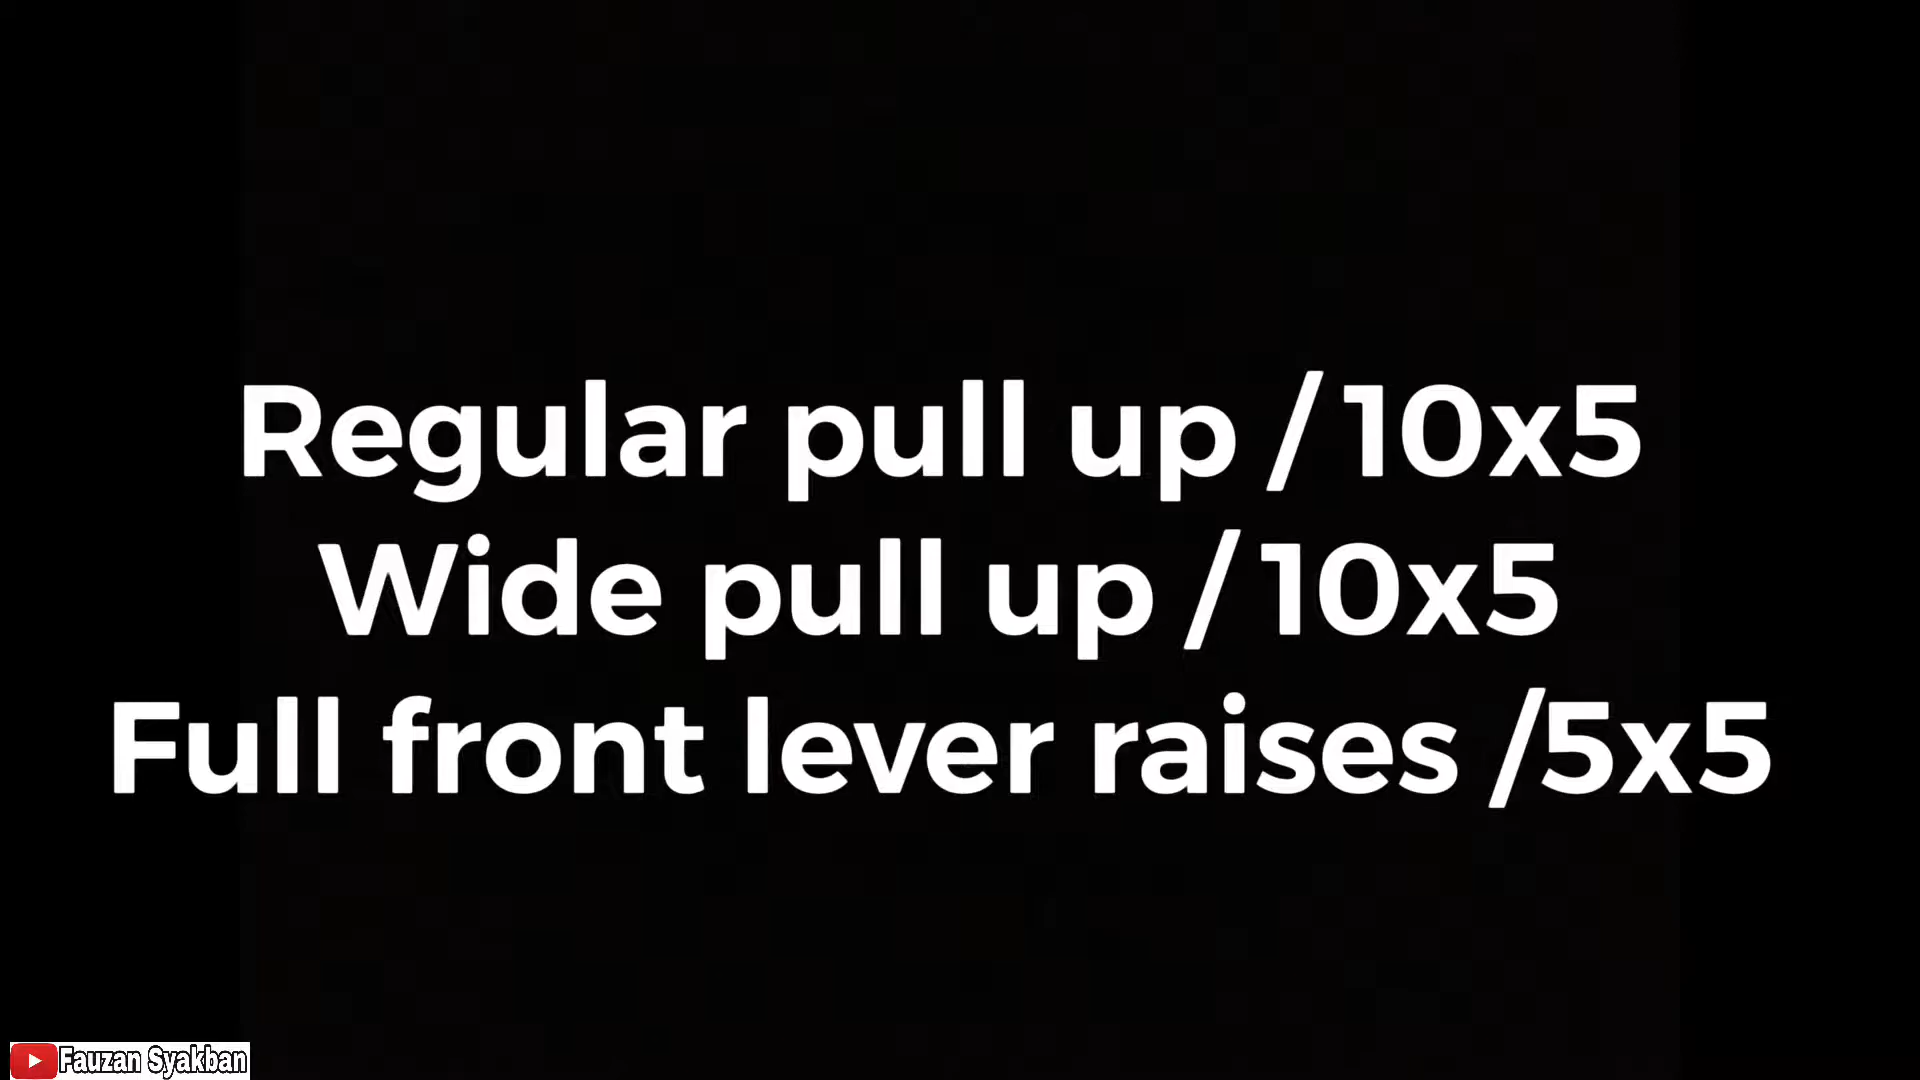 Regular pull up / 10x5
Wide pull up / 10x5
Full front lever raises /5x5
Fauzan Syakban